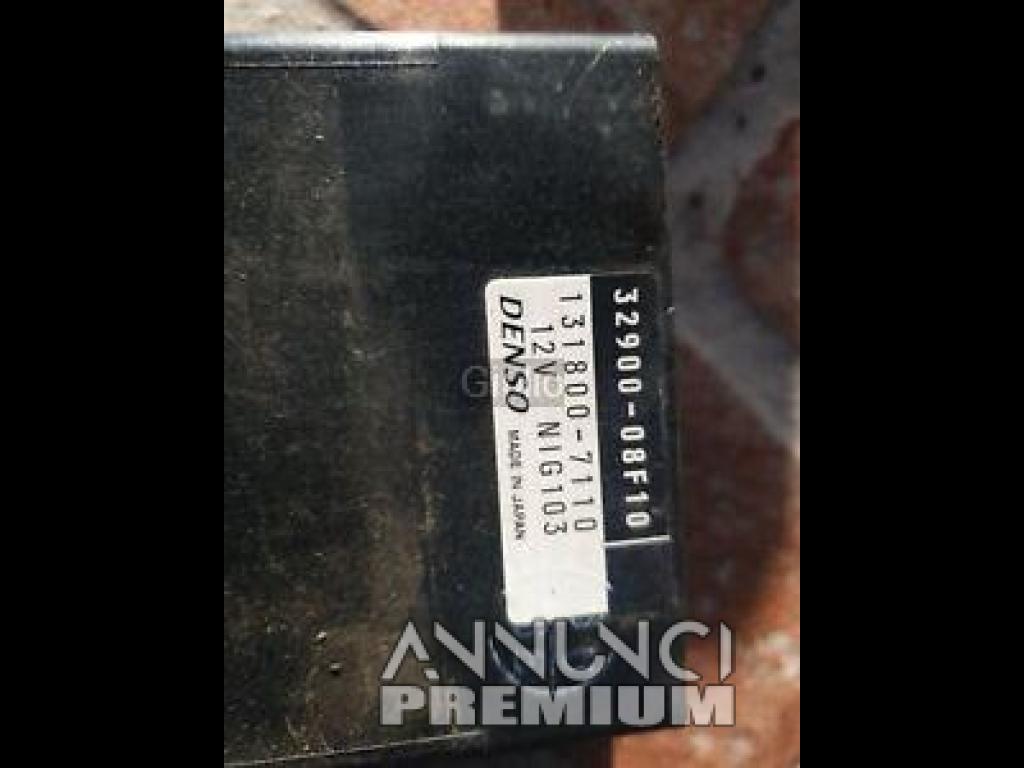 32900-08F10
131800-7110
12V NIG103
DENSO MADE IN JAPAN
ANNUNCI
PREMIUM